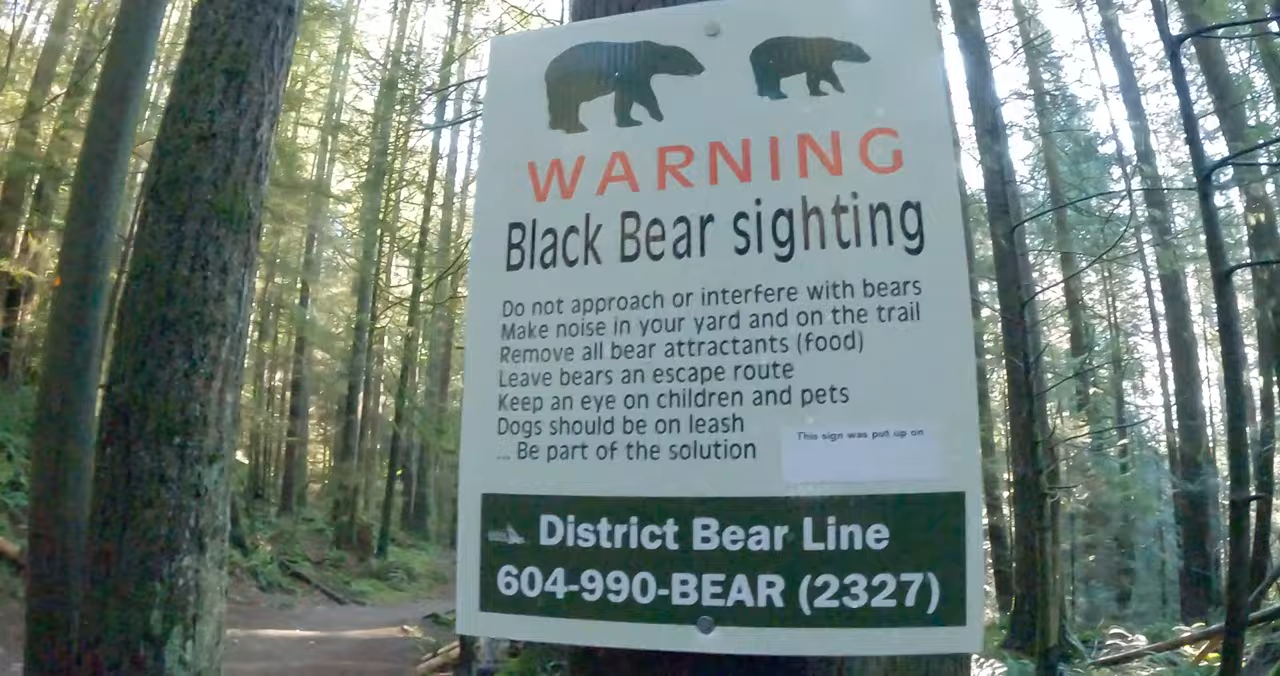 WARNING
Black Bear sighting
Do not approach or interfere with bears
Make noise in your yard and on the trail
Remove all bear attractants (food)
Leave bears an escape route
Keep an eye on children and pets
Dogs should be on leash
... Be part of the solution
This sign was put up on
District Bear Line
604-990-BEAR (2327)